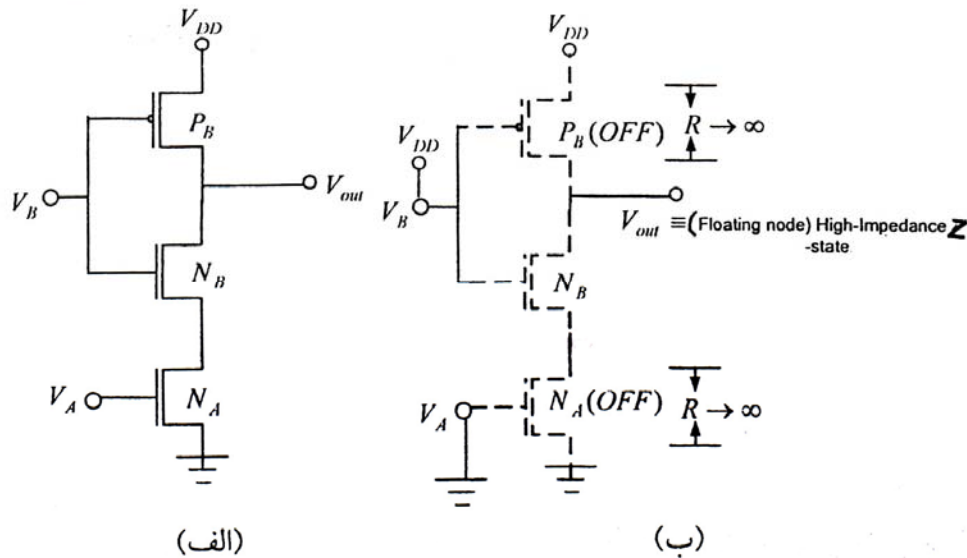 V_DD
P_B
V_B
V_out
N_B
V_A
N_A
(الف)
V_DD
V_DD
P_B (OFF)
R → ∞
V_B
V_out ≡ (Floating node) High-Impedance Z
-state
N_B
V_A
N_A (OFF)
R → ∞
(ب)